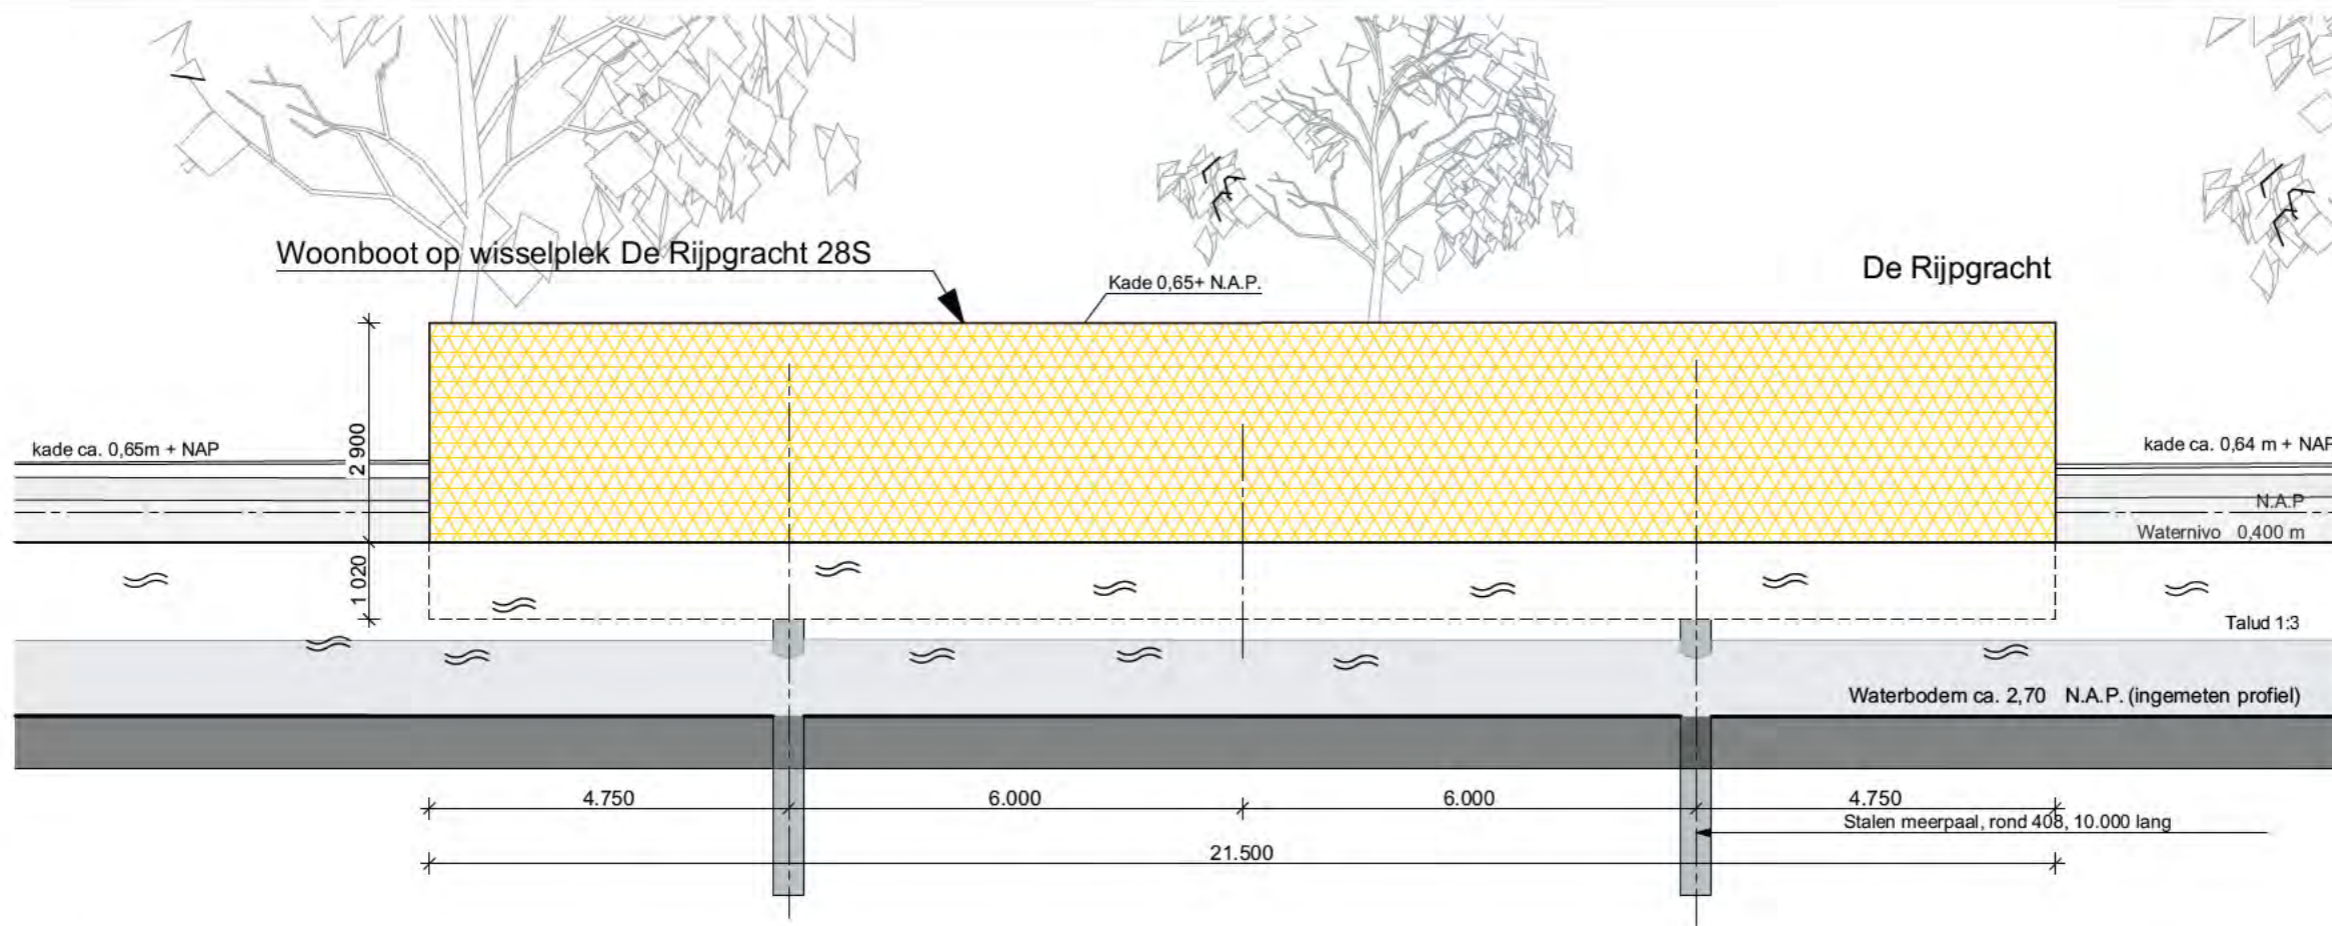 Woonboot op wisselplek De Rijpgracht 28S
Kade 0,65+ N.A.P.
De Rijpgracht
kade ca. 0,65m + NAP
2 900
kade ca. 0,64 m + NAP
N.A.P
Waternivo 0,400 m
1 020
Talud 1:3
Waterbodem ca. 2,70 N.A.P. (ingemeten profiel)
4.750
6.000
6.000
4.750
Stalen meerpaal, rond 408, 10.000 lang
21.500